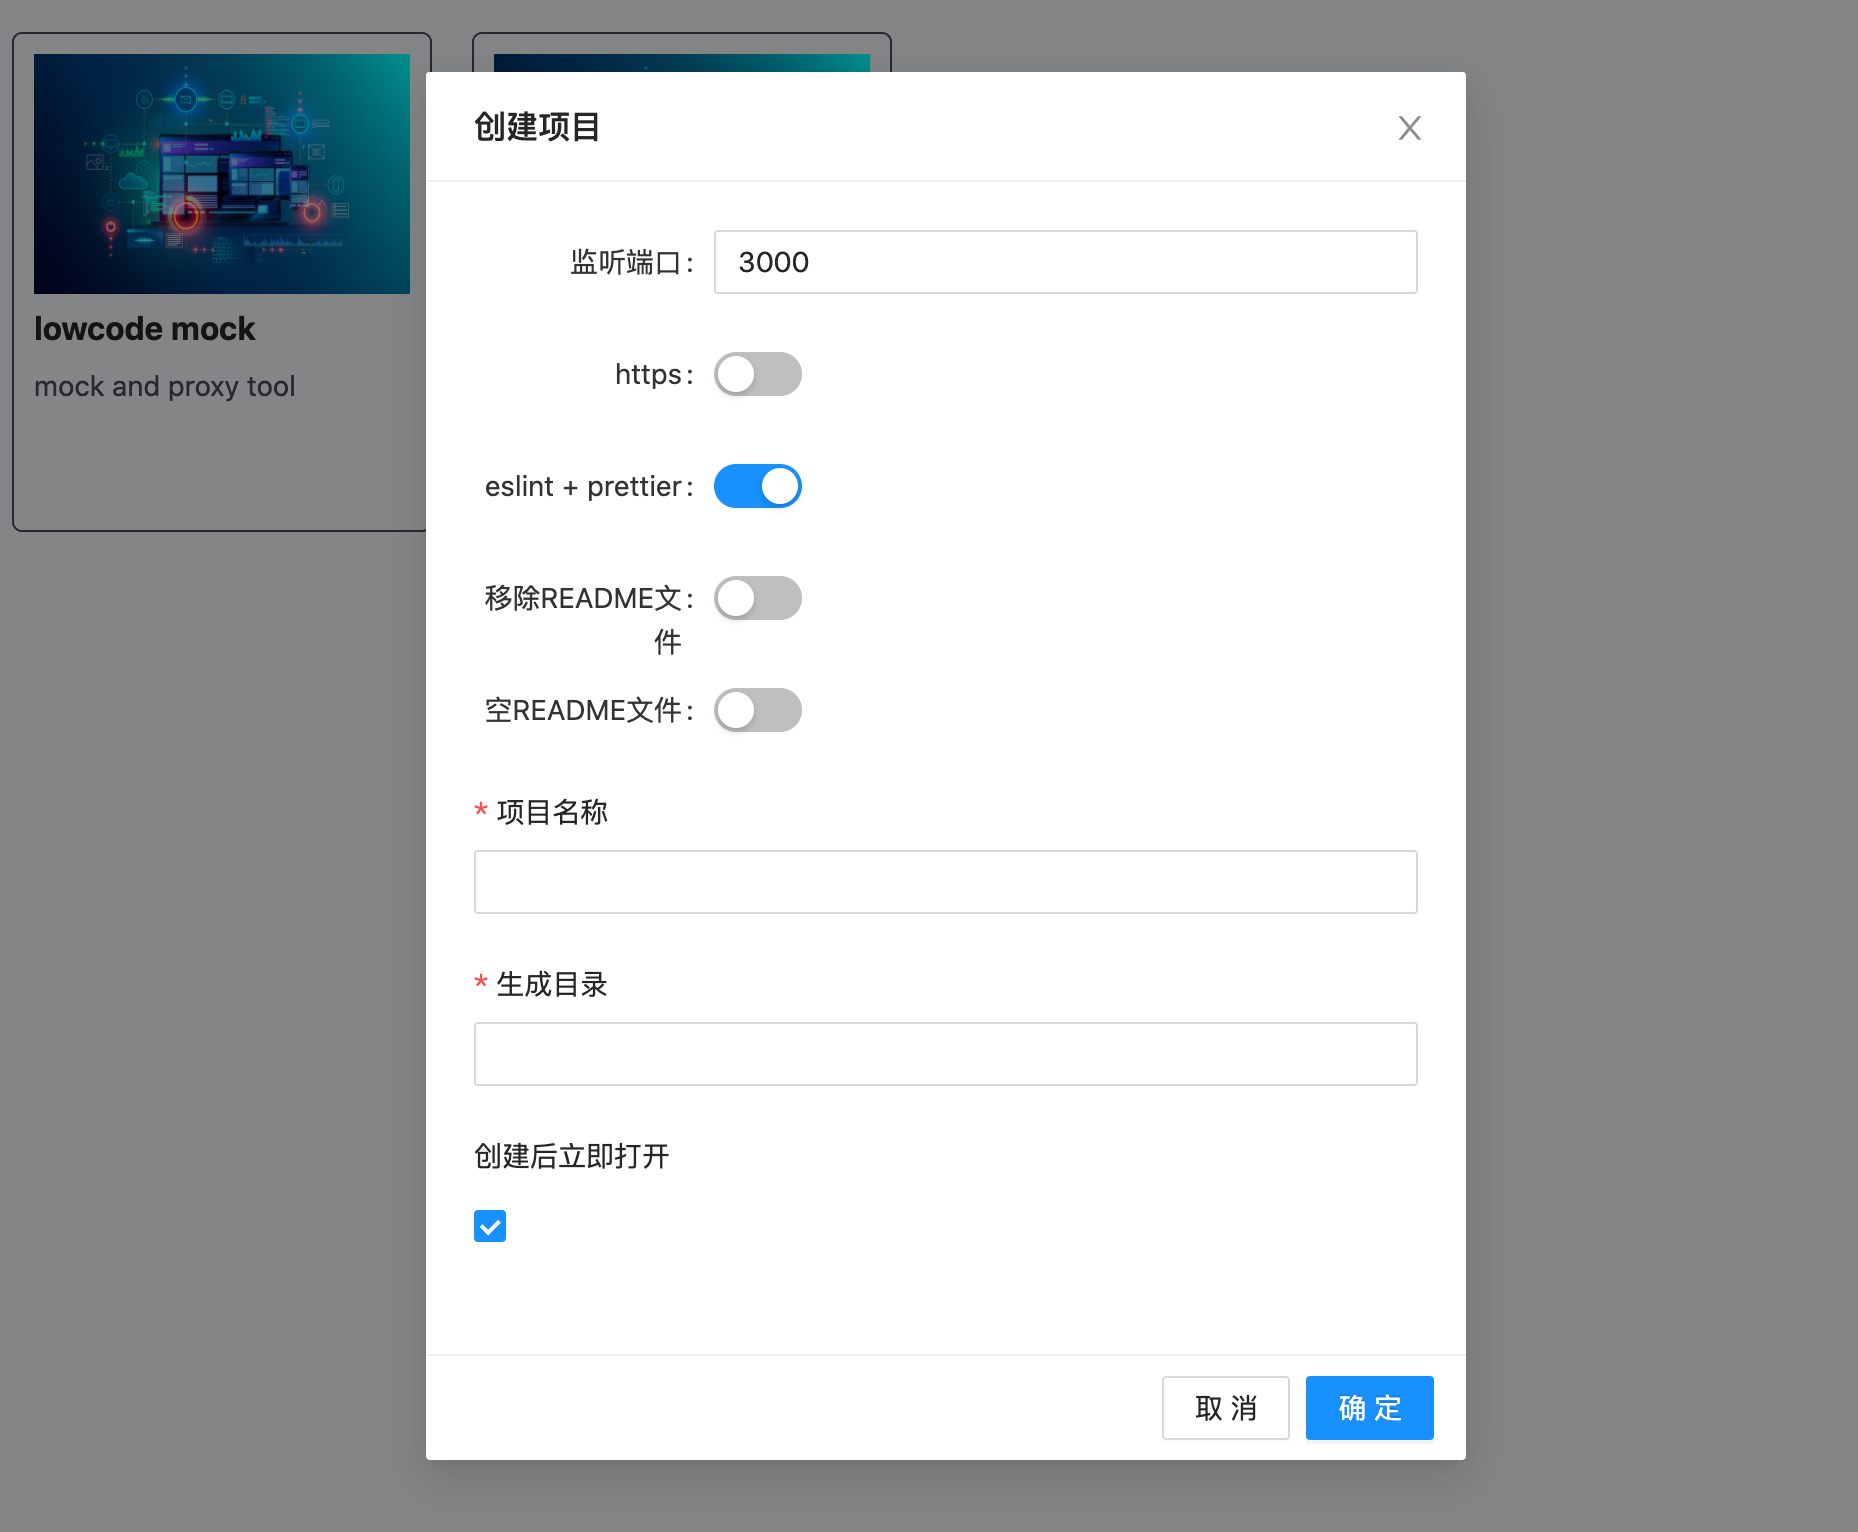 创建项目
监听端口: 3000
https:
eslint + prettier:
移除README文:
件
空README文件:
* 项目名称
* 生成目录
创建后立即打开
取 消 确 定
lowcode mock
mock and proxy tool